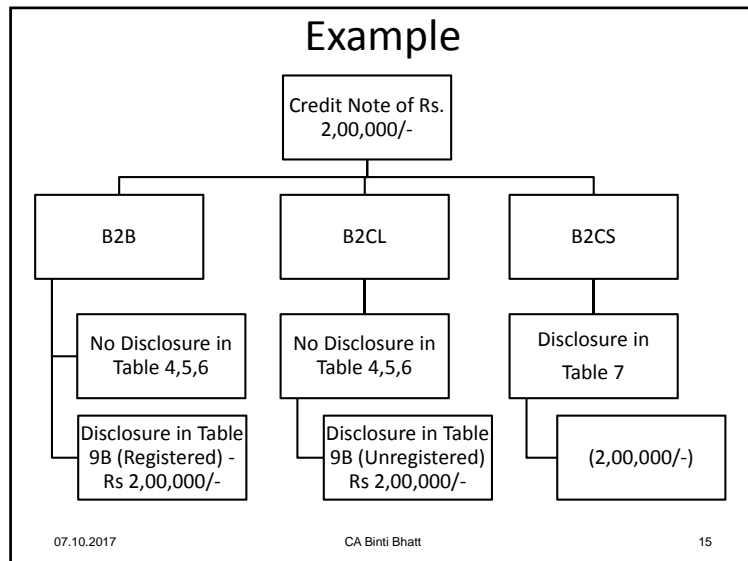 Example
Credit Note of Rs.
2,00,000/-
B2B
B2CL
B2CS
No Disclosure in
Table 4,5,6
No Disclosure in
Table 4,5,6
Disclosure in
Table 7
Disclosure in Table
9B (Registered) -
Rs 2,00,000/-
Disclosure in Table
9B (Unregistered)
Rs 2,00,000/-
(2,00,000/-)
07.10.2017
CA Binti Bhatt
15